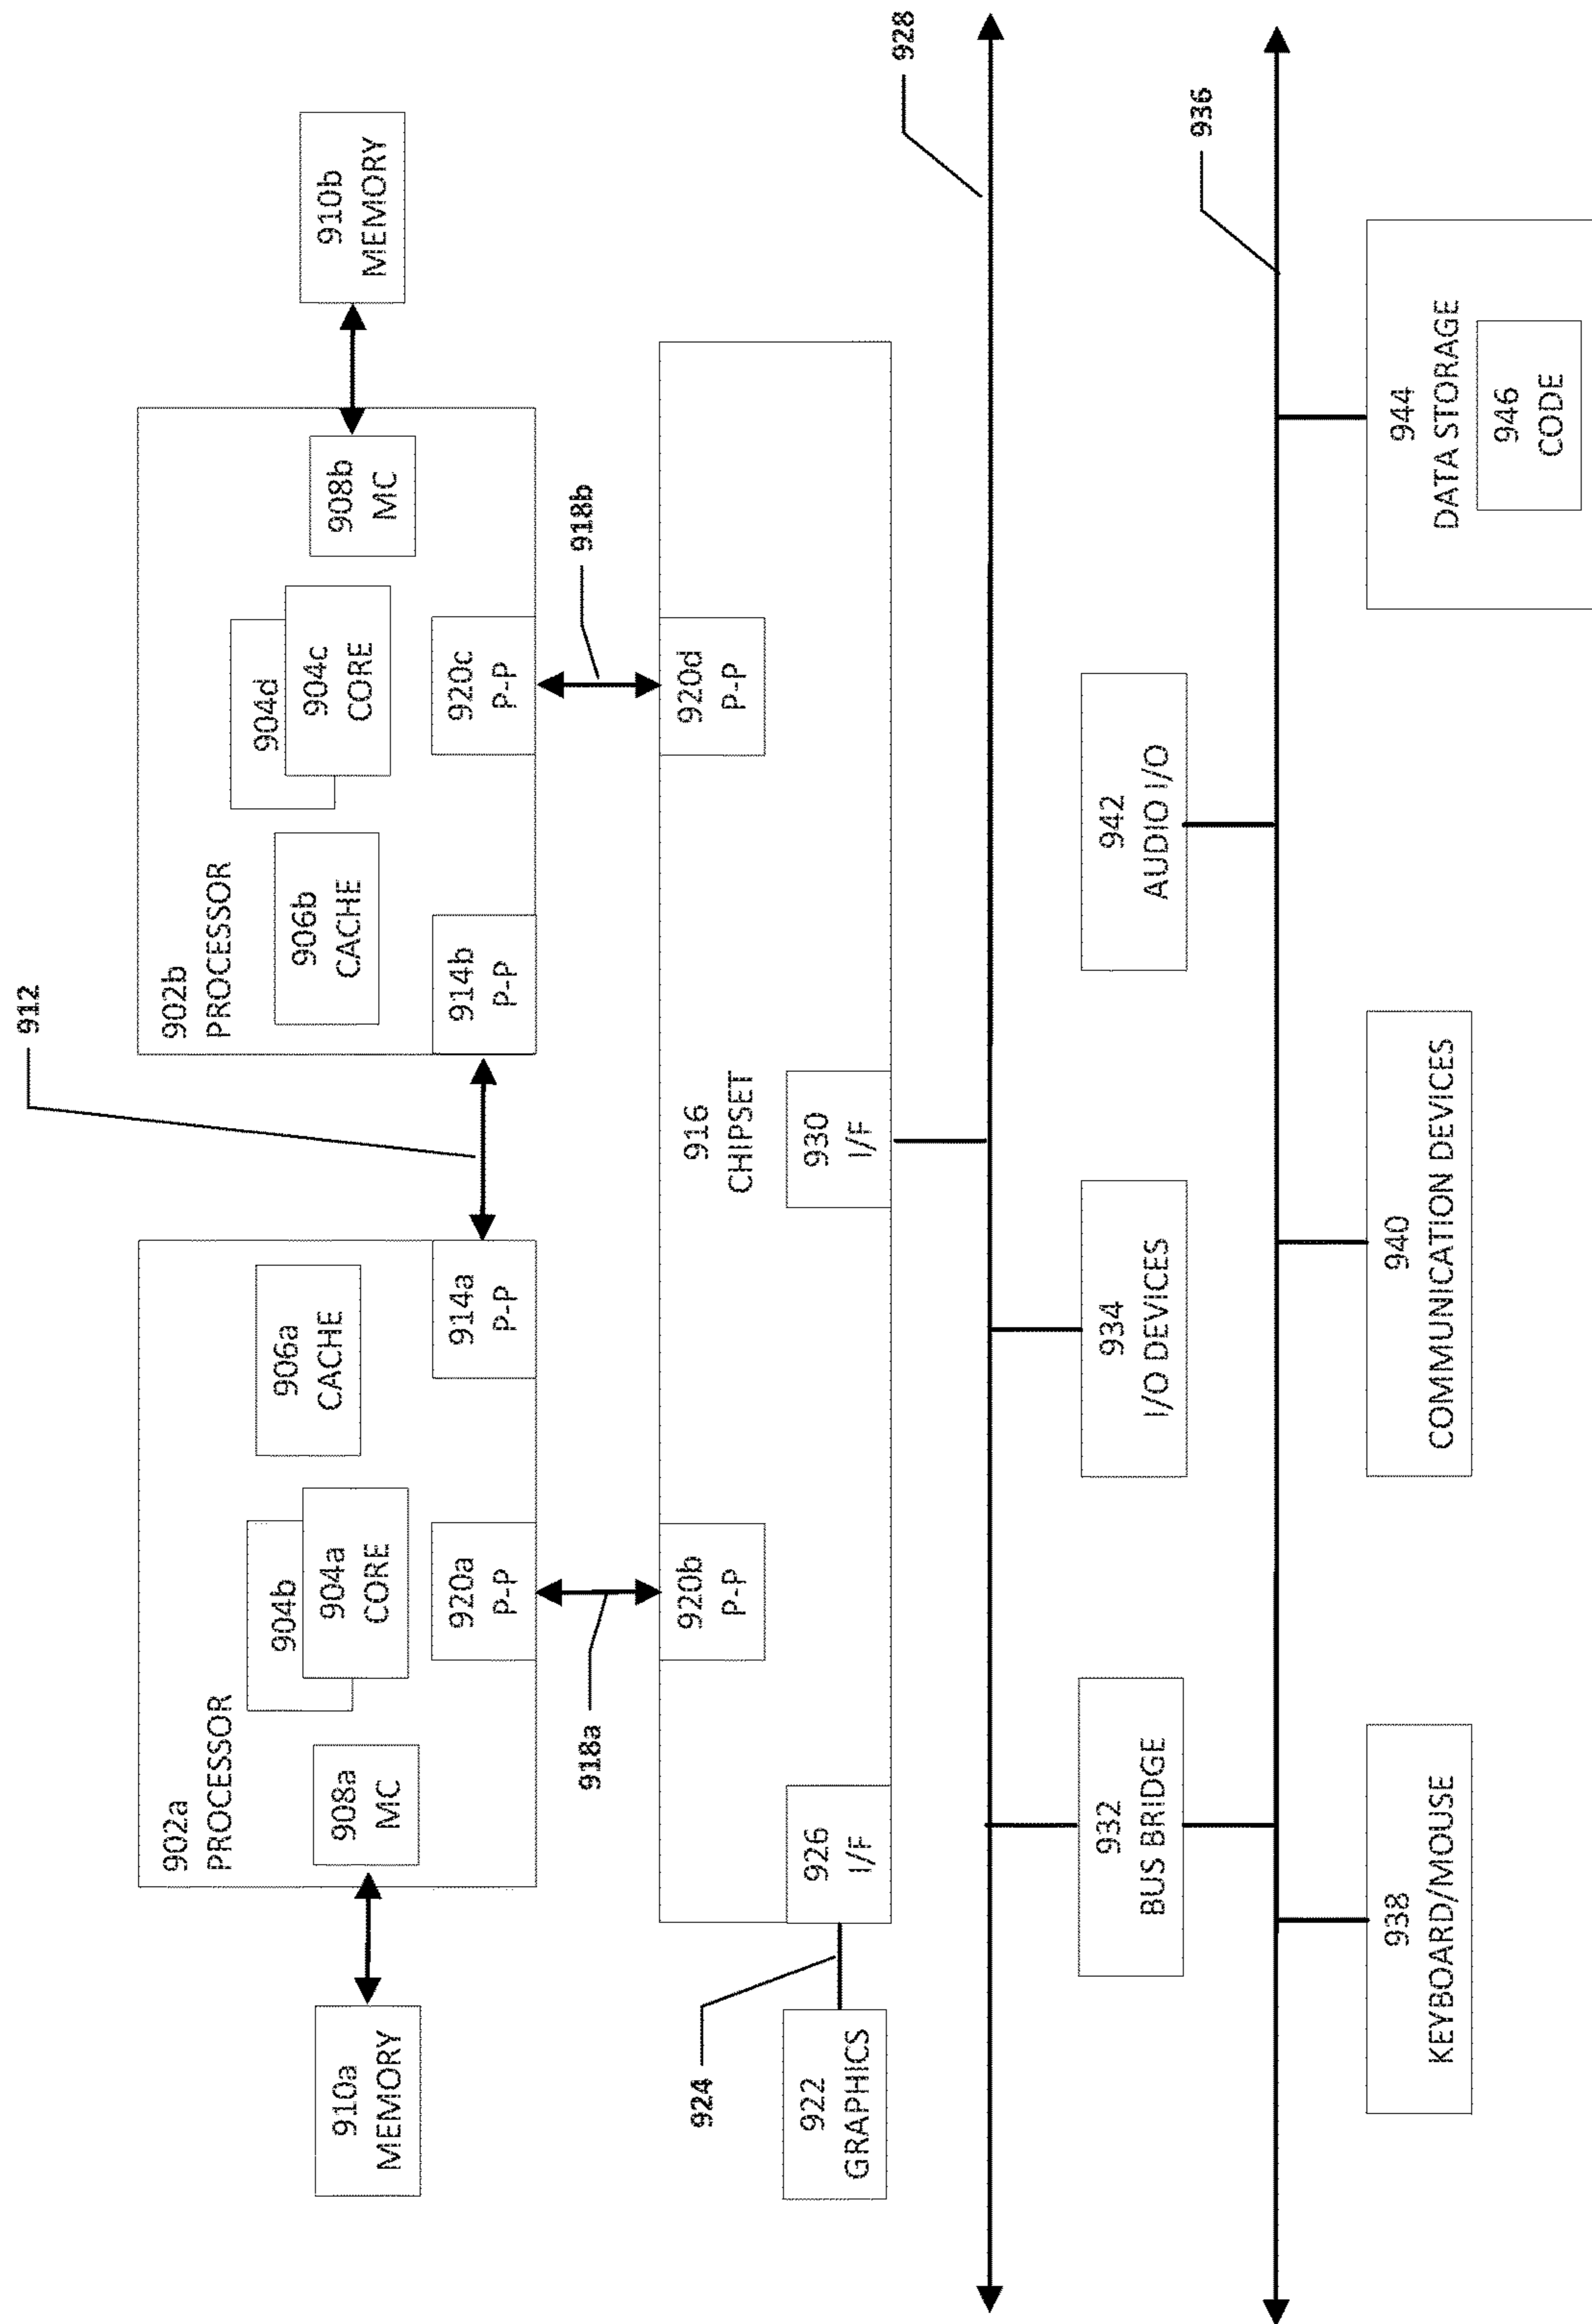 912
902a
PROCESSOR
904b
904a
CORE
906a
CACHE
908a
MC
920a
P-P
914a
P-P
910a
MEMORY
902b
PROCESSOR
906b
CACHE
904d
904c
CORE
908b
MC
914b
P-P
920c
P-P
910b
MEMORY
918a
918b
920b
P-P
916
CHIPSET
920d
P-P
924
922
GRAPHICS
926
I/F
930
I/F
928
932
BUS BRIDGE
934
I/O DEVICES
942
AUDIO I/O
936
938
KEYBOARD/MOUSE
940
COMMUNICATION DEVICES
944
DATA STORAGE
946
CODE